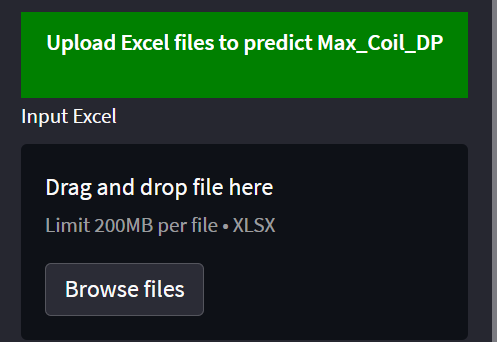 Upload Excel files to predict Max_Coil_DP
Input Excel
Drag and drop file here
Limit 200MB per file • XLSX
Browse files